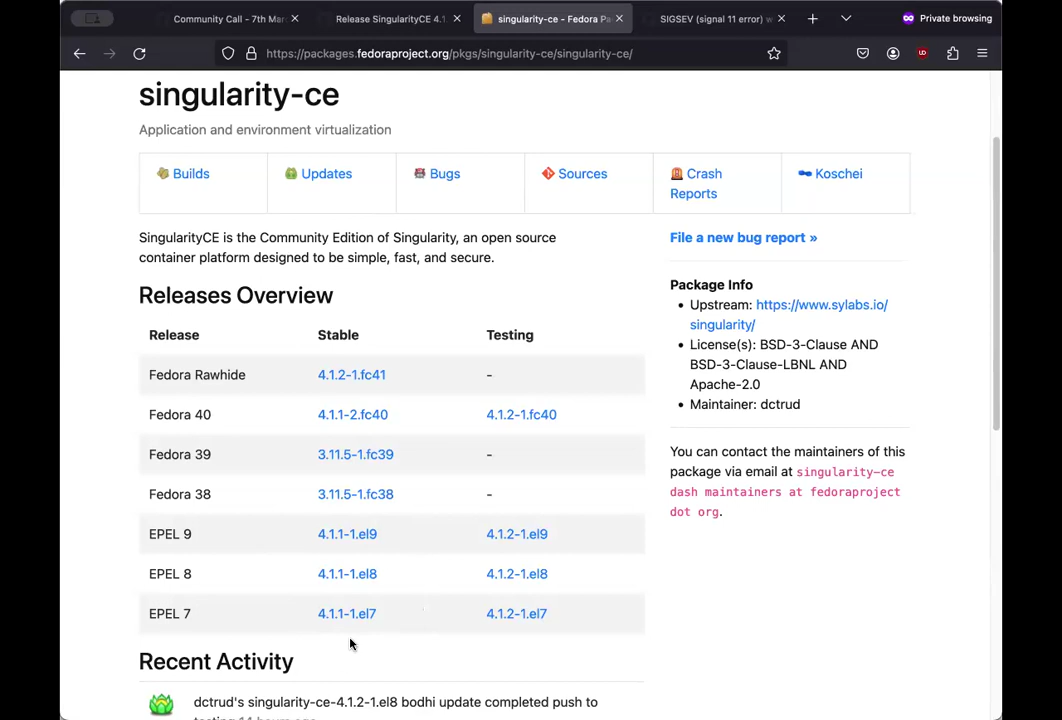 Community Call - 7th Mar
Release SingularityCE 4.1
singularity-ce - Fedora Pa
SIGSEV (signal 11 error) w
Private browsing
https://packages.fedoraproject.org/pkgs/singularity-ce/singularity-ce/
singularity-ce
Application and environment virtualization
Builds
Updates
Bugs
Sources
Crash
Reports
Koschei
SingularityCE is the Community Edition of Singularity, an open source
container platform designed to be simple, fast, and secure.
Releases Overview
Release Stable Testing
Fedora Rawhide 4.1.2-1.fc41 -
Fedora 40 4.1.1-2.fc40 4.1.2-1.fc40
Fedora 39 3.11.5-1.fc39 -
Fedora 38 3.11.5-1.fc38 -
EPEL 9 4.1.1-1.el9 4.1.2-1.el9
EPEL 8 4.1.1-1.el8 4.1.2-1.el8
EPEL 7 4.1.1-1.el7 4.1.2-1.el7
Recent Activity
dctrud's singularity-ce-4.1.2-1.el8 bodhi update completed push to
testing 14 hours ago
File a new bug report »
Package Info
• Upstream: https://www.sylabs.io/
singularity/
• License(s): BSD-3-Clause AND
BSD-3-Clause-LBNL AND
Apache-2.0
• Maintainer: dctrud
You can contact the maintainers of this
package via email at singularity-ce
dash maintainers at fedoraproject
dot org.